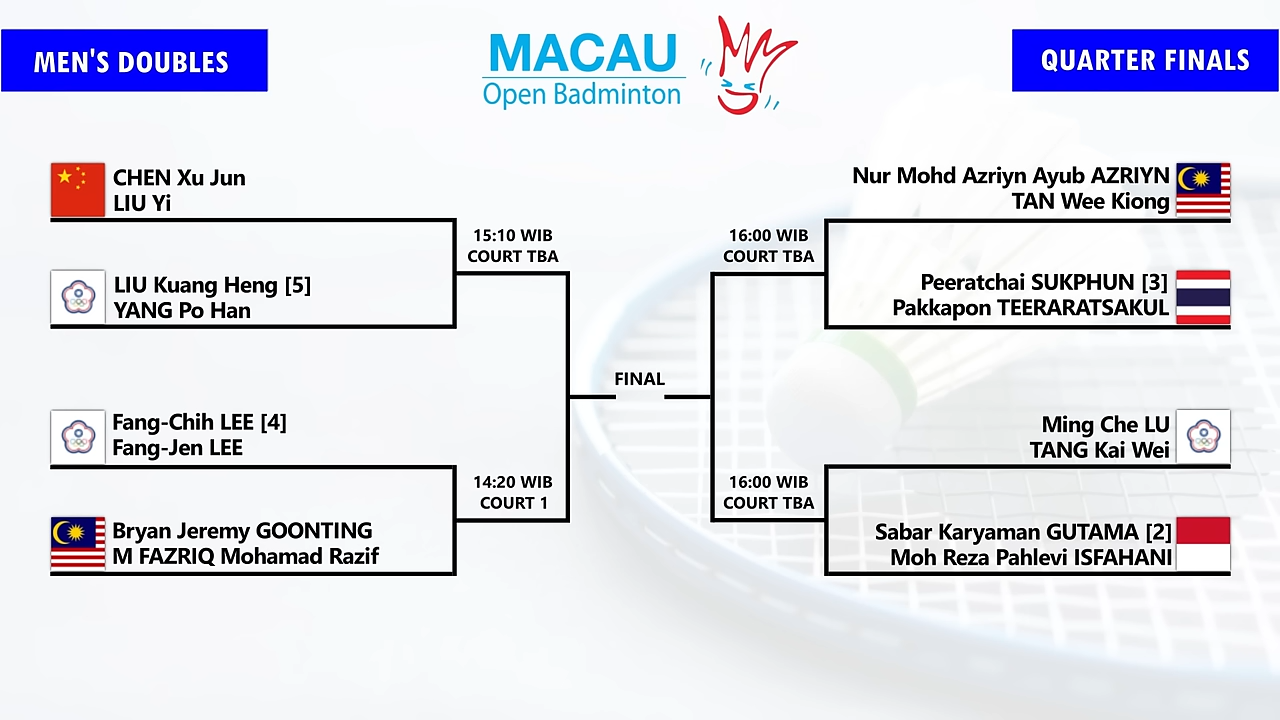 MEN'S DOUBLES
MACAU
Open Badminton
QUARTER FINALS
CHEN Xu Jun
LIU Yi
15:10 WIB
COURT TBA
LIU Kuang Heng [5]
YANG Po Han
Fang-Chih LEE [4]
Fang-Jen LEE
14:20 WIB
COURT 1
Bryan Jeremy GOONTING
M FAZRIQ Mohamad Razif
FINAL
Nur Mohd Azriyn Ayub AZRIYN
TAN Wee Kiong
16:00 WIB
COURT TBA
Peeratchai SUKPHUN [3]
Pakkapon TEERARATSAKUL
Ming Che LU
TANG Kai Wei
16:00 WIB
COURT TBA
Sabar Karyaman GUTAMA [2]
Moh Reza Pahlevi ISFAHANI